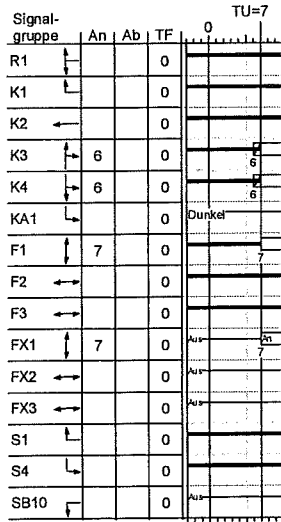 TU=7
Signal-
gruppe An Ab TF 0
R1 0
K1 0
K2 0
K3 6 0 6
K4 6 0 6
KA1 0 Dunkel
F1 7 0 7
F2 0
F3 0
FX1 7 0 Aus An 7
FX2 0 Aus
FX3 0 Aus
S1 0
S4 0
SB10 0 Aus